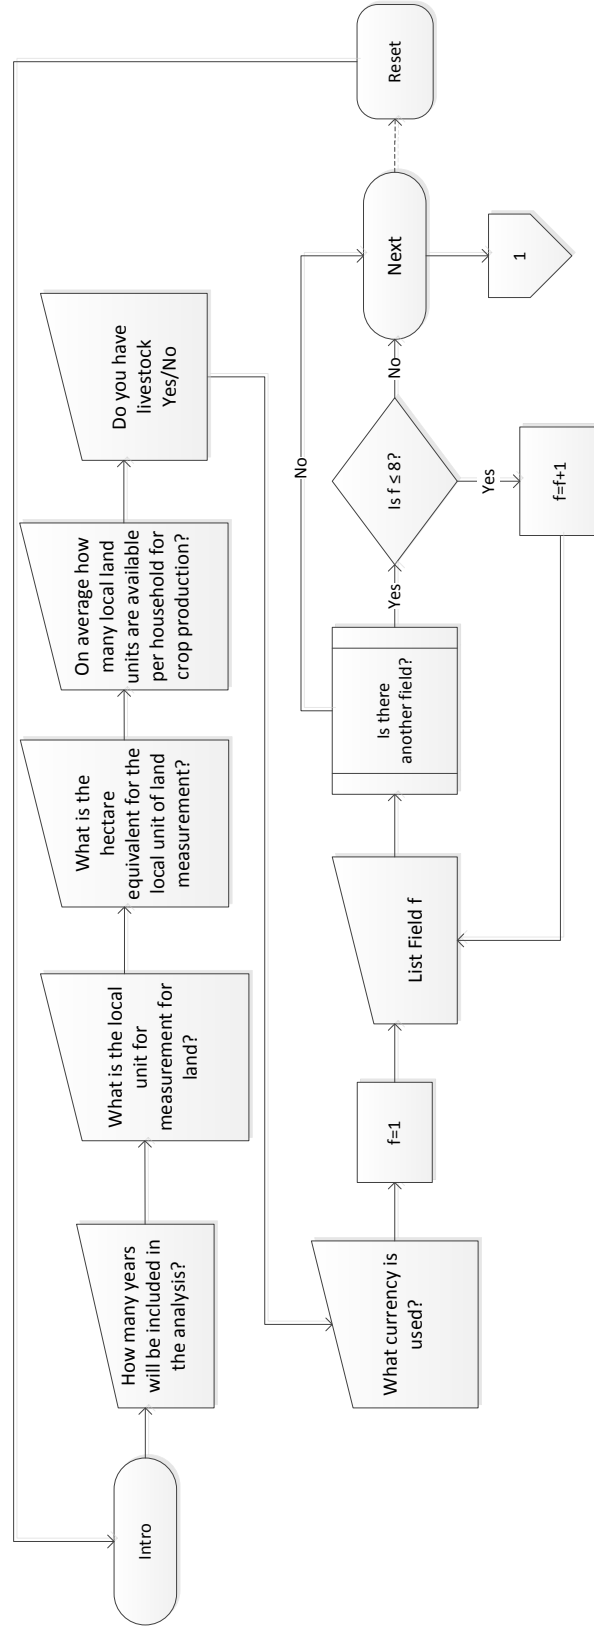 Intro
How many years
will be included in
the analysis?
What is the local
unit for
measurement for
land?
What is the
hectare
equivalent for the
local unit of land
measurement?
On average how
many local land
units are available
per household for
crop production?
Do you have
livestock
Yes/No
What currency is
used?
f=1
List Field f
Is there
another field?
No
Yes
Is f ≤ 8?
No
Yes
f=f+1
Next
1
Reset